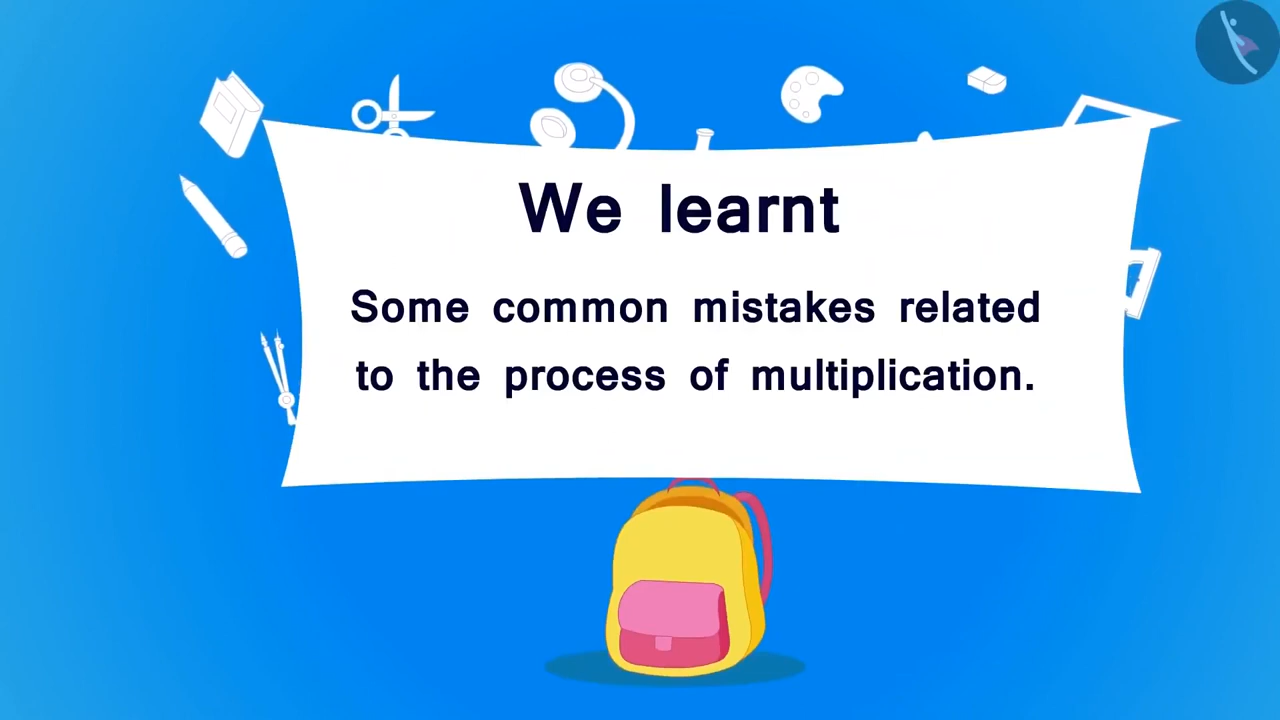 We learnt
Some common mistakes related
to the process of multiplication.